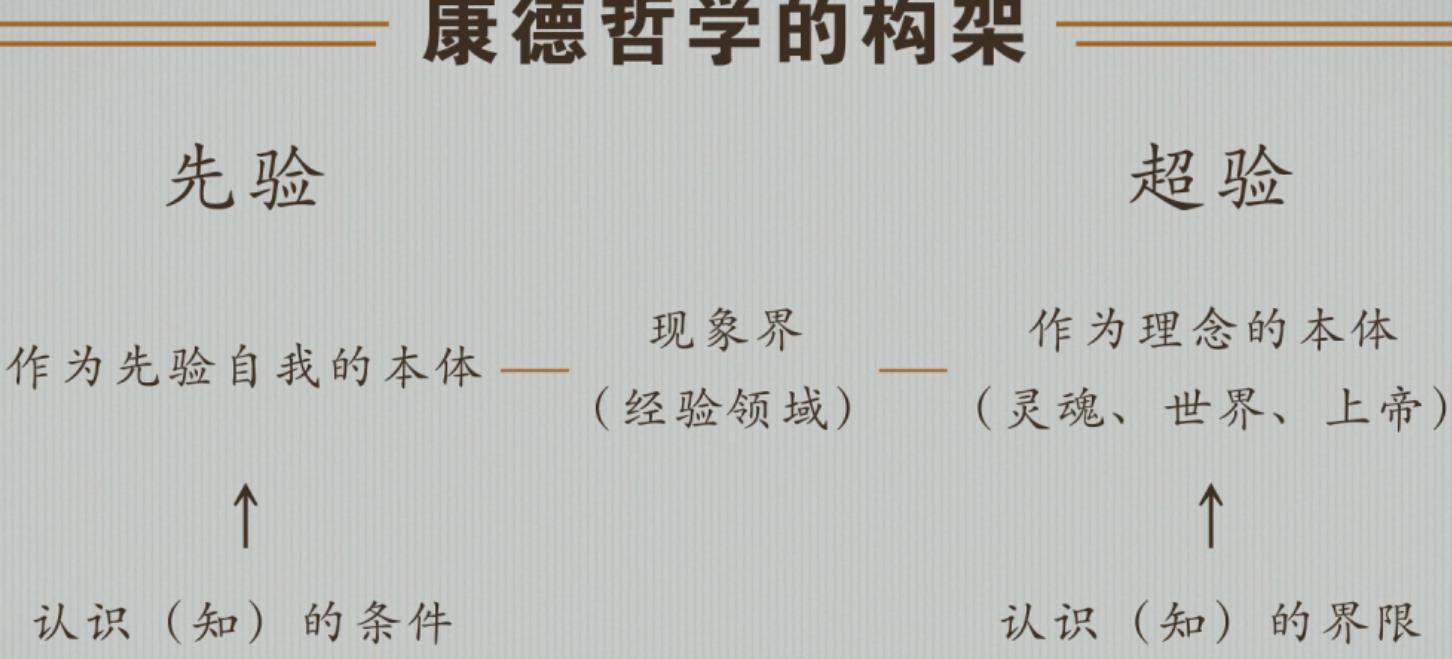 康德哲学的构架
先验
超验
作为先验自我的本体
现象界
(经验领域)
作为理念的本体
(灵魂、世界、上帝)
认识(知)的条件
认识(知)的界限